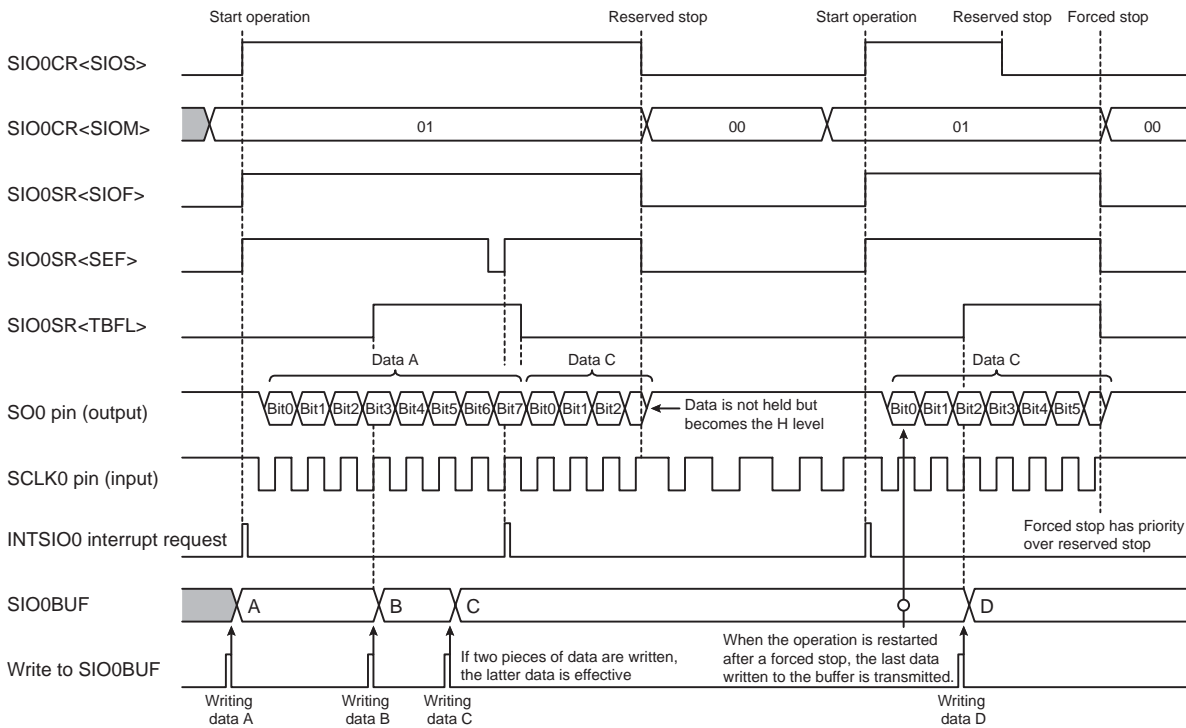 Start operation Reserved stop Start operation Reserved stop Forced stop
SIO0CR<SIOS>
SIO0CR<SIOM> 01 00 01 00
SIO0SR<SIOF>
SIO0SR<SEF>
SIO0SR<TBFL>
Data A Data C Data C
SO0 pin (output) Bit0 Bit1 Bit2 Bit3 Bit4 Bit5 Bit6 Bit7 Bit0 Bit1 Bit2 Bit0 Bit1 Bit2 Bit3 Bit4 Bit5
Data is not held but
becomes the H level
SCLK0 pin (input)
INTSIO0 interrupt request
Forced stop has priority
over reserved stop
SIO0BUF A B C D
Write to SIO0BUF
If two pieces of data are written,
the latter data is effective
When the operation is restarted
after a forced stop, the last data
written to the buffer is transmitted.
Writing
data A
Writing
data B
Writing
data C
Writing
data D